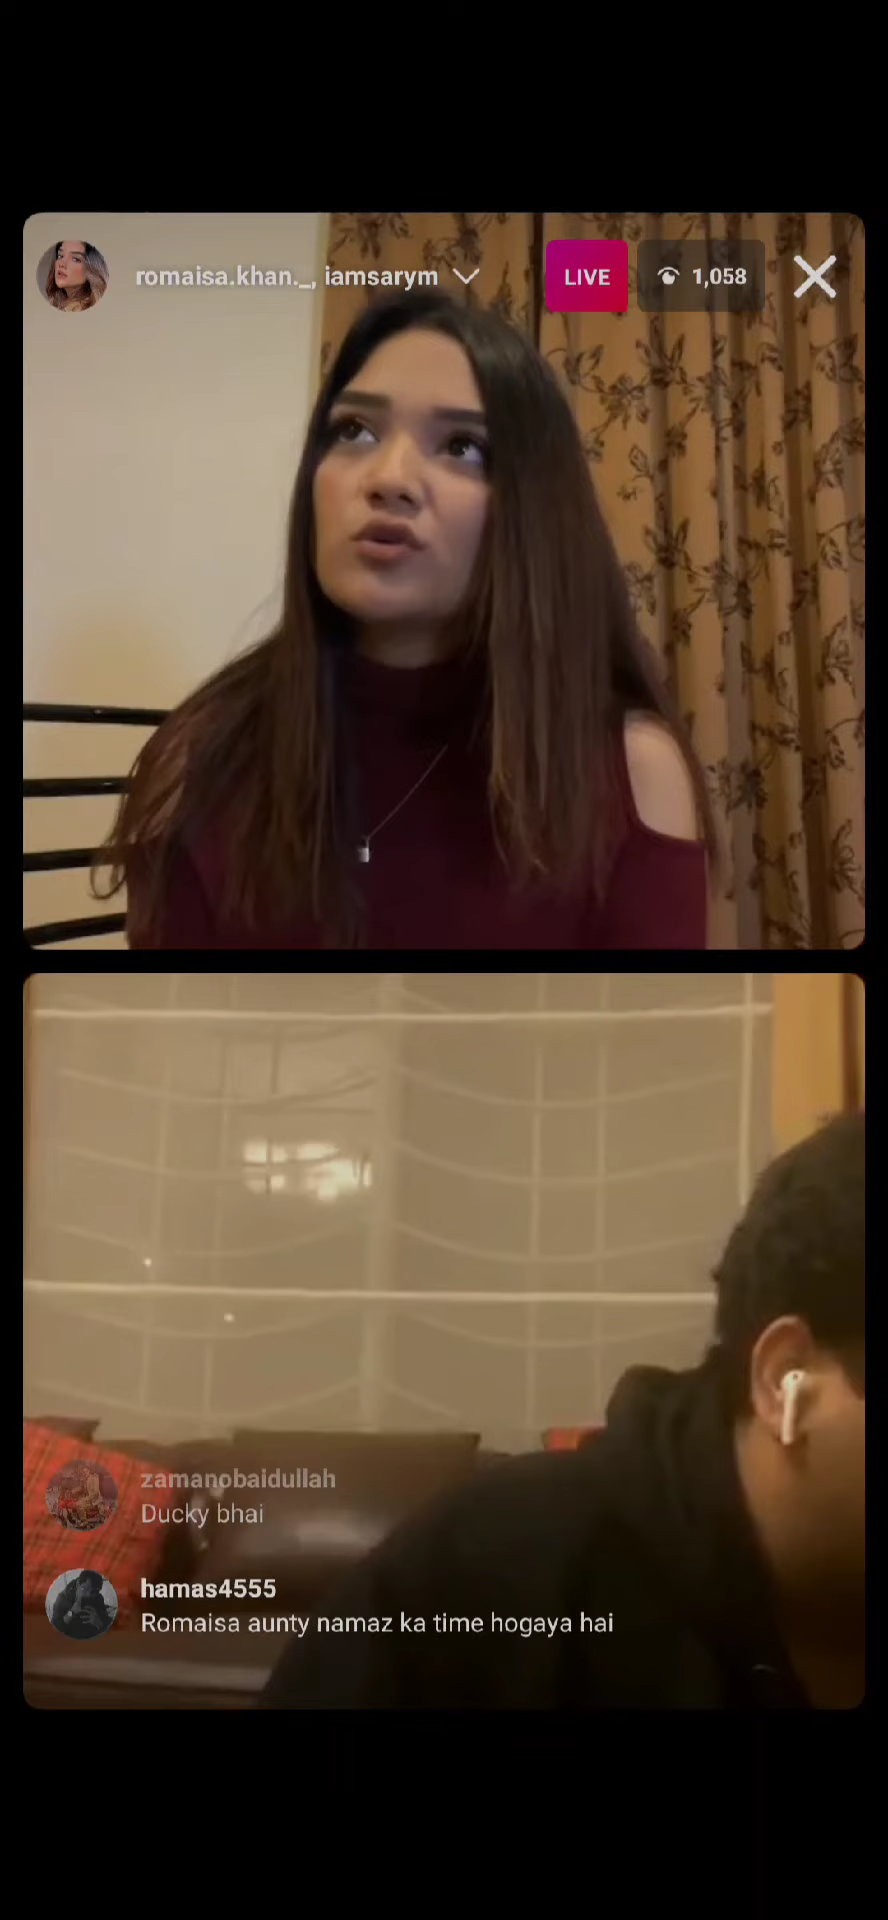 romaisa.khan._, iamsarym
LIVE
1,058
zamanobaidullah
Ducky bhai
hamas4555
Romaisa aunty namaz ka time hogaya hai